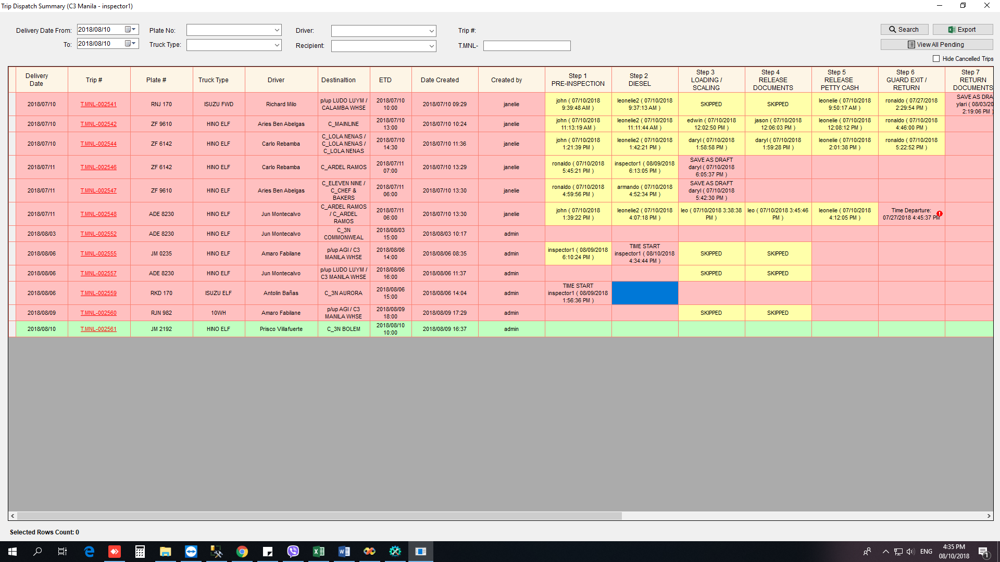 Trip Dispatch Summary (C3 Manila - inspector1)
Delivery Date From: 2018/08/10 Plate No: Driver: Trip #: Search Export
To: 2018/08/10 Truck Type: Recipient: T.MNL- View All Pending
Hide Cancelled Trips
Delivery Date Trip # Plate # Truck Type Driver Destinaltion ETD Date Created Created by Step 1 PRE-INSPECTION Step 2 DIESEL Step 3 LOADING / SCALING Step 4 RELEASE DOCUMENTS Step 5 RELEASE PETTY CASH Step 6 GUARD EXIT / RETURN Step 7 RETURN DOCUMENTS
2018/07/10 T.MNL-002541 RNJ 170 ISUZU FWD Richard Milo p/up LUDO LUYM / CALAMBA WHSE 2018/07/10 10:00 2018/07/10 09:29 janelie john ( 07/10/2018 9:39:48 AM ) leonelie2 ( 07/10/2018 9:37:13 AM ) SKIPPED SKIPPED leonelie ( 07/10/2018 9:50:17 AM ) ronaldo ( 07/27/2018 2:29:54 PM ) SAVE AS DRA ylari ( 08/03/20 2:19:06 PM )
2018/07/10 T.MNL-002542 ZF 9610 HINO ELF Aries Ben Abelgas C_MAINLINE 2018/07/10 13:00 2018/07/10 10:24 janelie john ( 07/10/2018 11:13:19 AM ) leonelie2 ( 07/10/2018 11:11:44 AM ) edwin ( 07/10/2018 12:02:50 PM ) jason ( 07/10/2018 12:06:03 PM ) leonelie ( 07/10/2018 12:08:12 PM ) ronaldo ( 07/10/2018 4:46:00 PM )
2018/07/10 T.MNL-002544 ZF 6142 HINO ELF Carlo Rebamba C_LOLA NENAS / C_LOLA NENAS / C_LOLA NENAS 2018/07/10 14:30 2018/07/10 11:36 janelie john ( 07/10/2018 1:21:39 PM ) leonelie2 ( 07/10/2018 1:42:21 PM ) daryl ( 07/10/2018 1:58:58 PM ) daryl ( 07/10/2018 1:59:28 PM ) leonelie ( 07/10/2018 2:01:38 PM ) ronaldo ( 07/10/2018 5:22:52 PM )
2018/07/11 T.MNL-002546 ZF 6142 HINO ELF Carlo Rebamba C_ARDEL RAMOS 2018/07/11 07:00 2018/07/10 13:29 janelie ronaldo ( 07/10/2018 5:45:21 PM ) inspector1 ( 08/09/2018 6:13:05 PM ) SAVE AS DRAFT daryl ( 07/10/2018 6:05:37 PM )
2018/07/11 T.MNL-002547 ZF 9610 HINO ELF Aries Ben Abelgas C_ELEVEN NINE / C_CHEF & BAKERS 2018/07/11 06:00 2018/07/10 13:30 janelie ronaldo ( 07/10/2018 4:59:56 PM ) armando ( 07/10/2018 4:52:34 PM ) SAVE AS DRAFT daryl ( 07/10/2018 5:42:30 PM )
2018/07/11 T.MNL-002548 ADE 8230 HINO ELF Jun Montecalvo C_ARDEL RAMOS / C_ARDEL RAMOS 2018/07/11 06:00 2018/07/10 13:30 janelie john ( 07/10/2018 1:39:22 PM ) leonelie2 ( 07/10/2018 4:07:18 PM ) leo ( 07/10/2018 3:38:38 PM ) leo ( 07/10/2018 3:45:46 PM ) leonelie ( 07/10/2018 4:12:05 PM ) Time Departure: 07/27/2018 4:45:37 PM
2018/08/03 T.MNL-002552 ADE 8230 HINO ELF Jun Montecalvo C_3N COMMONWEAL 2018/08/03 15:00 2018/08/03 10:17 admin
2018/08/06 T.MNL-002555 JM 0235 HINO ELF Amaro Fabilane p/up AGI / C3 MANILA WHSE 2018/08/06 14:00 2018/08/06 08:35 admin inspector1 ( 08/09/2018 6:10:24 PM ) TIME START inspector1 ( 08/10/2018 4:34:44 PM ) SKIPPED SKIPPED
2018/08/06 T.MNL-002557 ADE 8230 HINO ELF Jun Montecalvo p/up LUDO LUYM / C3 MANILA WHSE 2018/08/06 16:00 2018/08/06 11:37 admin SKIPPED SKIPPED
2018/08/06 T.MNL-002559 RKD 170 ISUZU ELF Antolin Bañas C_3N AURORA 2018/08/06 15:00 2018/08/06 14:04 admin TIME START inspector1 ( 08/09/2018 1:56:36 PM )
2018/08/09 T.MNL-002560 RJN 982 10WH Amaro Fabilane p/up AGI / C3 MANILA WHSE 2018/08/09 18:00 2018/08/09 17:29 admin SKIPPED SKIPPED
2018/08/10 T.MNL-002561 JM 2192 HINO ELF Prisco Villafuerte C_3N BOLEM 2018/08/10 10:00 2018/08/09 16:37 admin
Selected Rows Count: 0
ENG 4:35 PM
08/10/2018 1